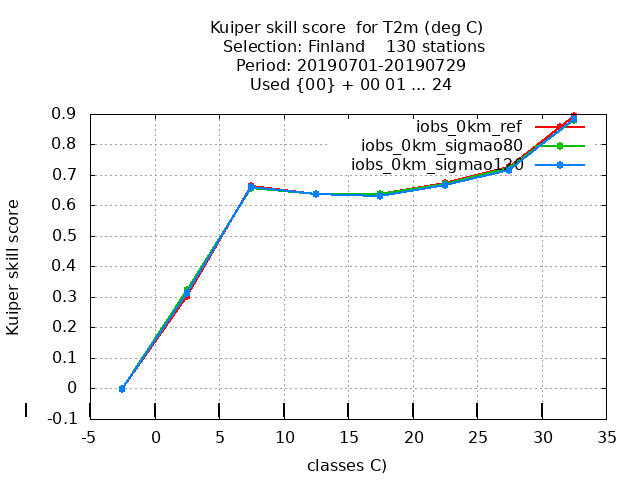 Kuiper skill score for T2m (deg C)
Selection: Finland 130 stations
Period: 20190701-20190729
Used {00} + 00 01 ... 24
iobs_0km_ref
iobs_0km_sigmao80
iobs_0km_sigmao120
Kuiper skill score
0.9
0.8
0.7
0.6
0.5
0.4
0.3
0.2
0.1
0
-0.1
-5 0 5 10 15 20 25 30 35
classes C)